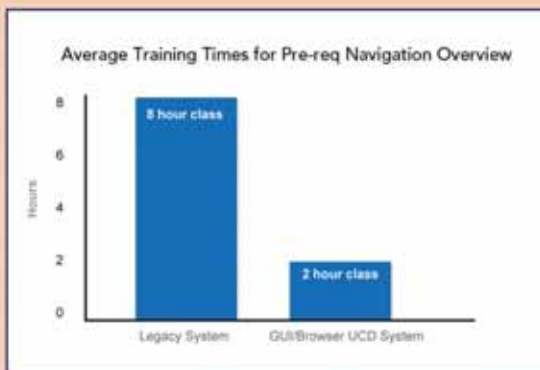 Average Training Times for Pre-req Navigation Overview
8
8 hour class
6
Hours
4
2
2 hour class
0
Legacy System
GUI/Browser UCD System